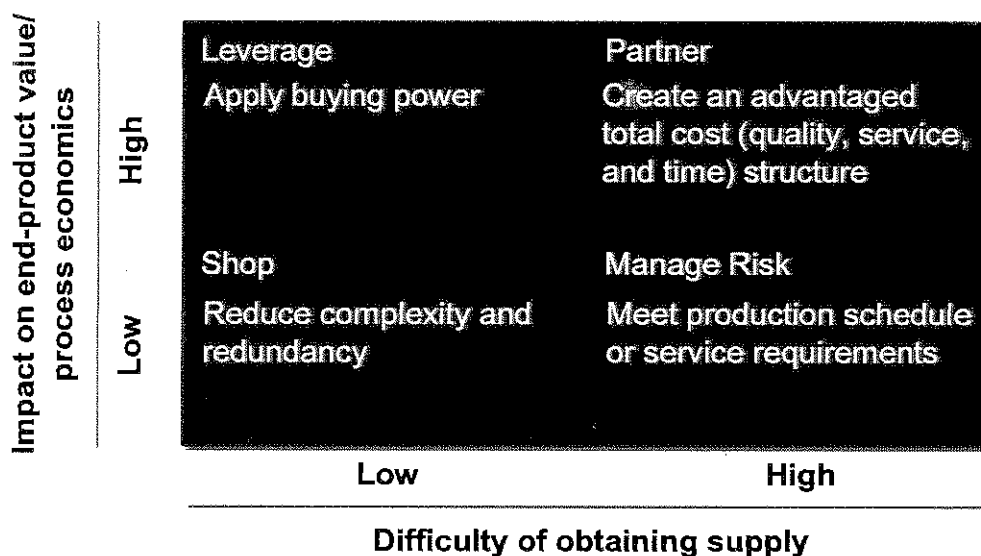 Impact on end-product value/
process economics
High
Low
Leverage
Apply buying power
Partner
Create an advantaged
total cost (quality, service,
and time) structure
Shop
Reduce complexity and
redundancy
Manage Risk
Meet production schedule
or service requirements
Low
High
Difficulty of obtaining supply